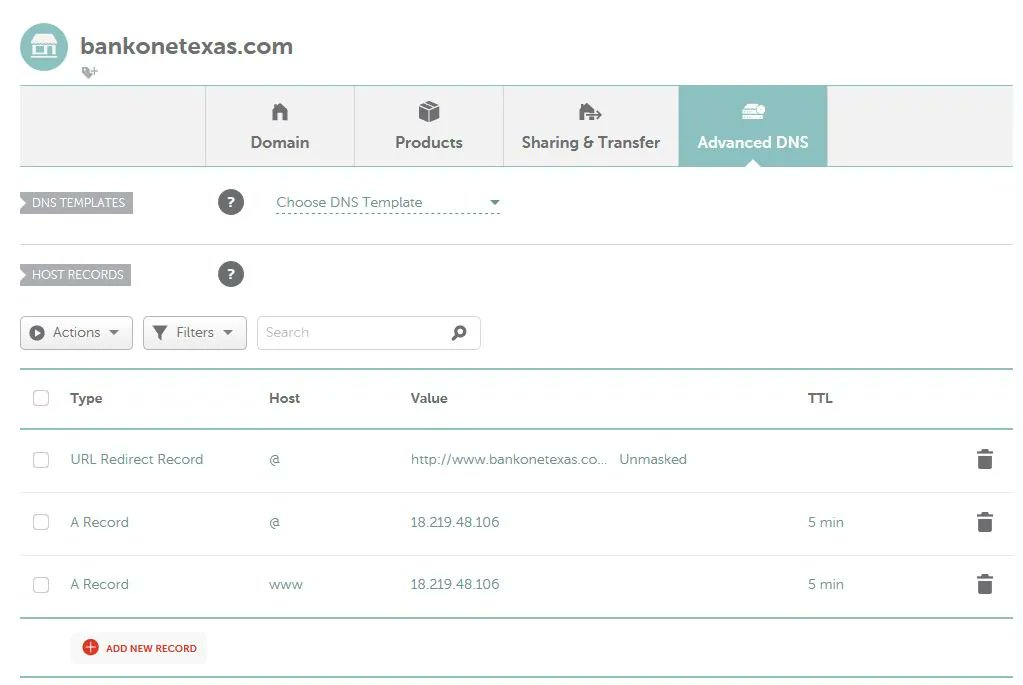 bankonetexas.com
Domain
Products
Sharing & Transfer
Advanced DNS
DNS TEMPLATES
?
Choose DNS Template
HOST RECORDS
?
Actions
Filters
Search
Type Host Value TTL
URL Redirect Record @ http://www.bankonetexas.co... Unmasked
A Record @ 18.219.48.106 5 min
A Record www 18.219.48.106 5 min
ADD NEW RECORD